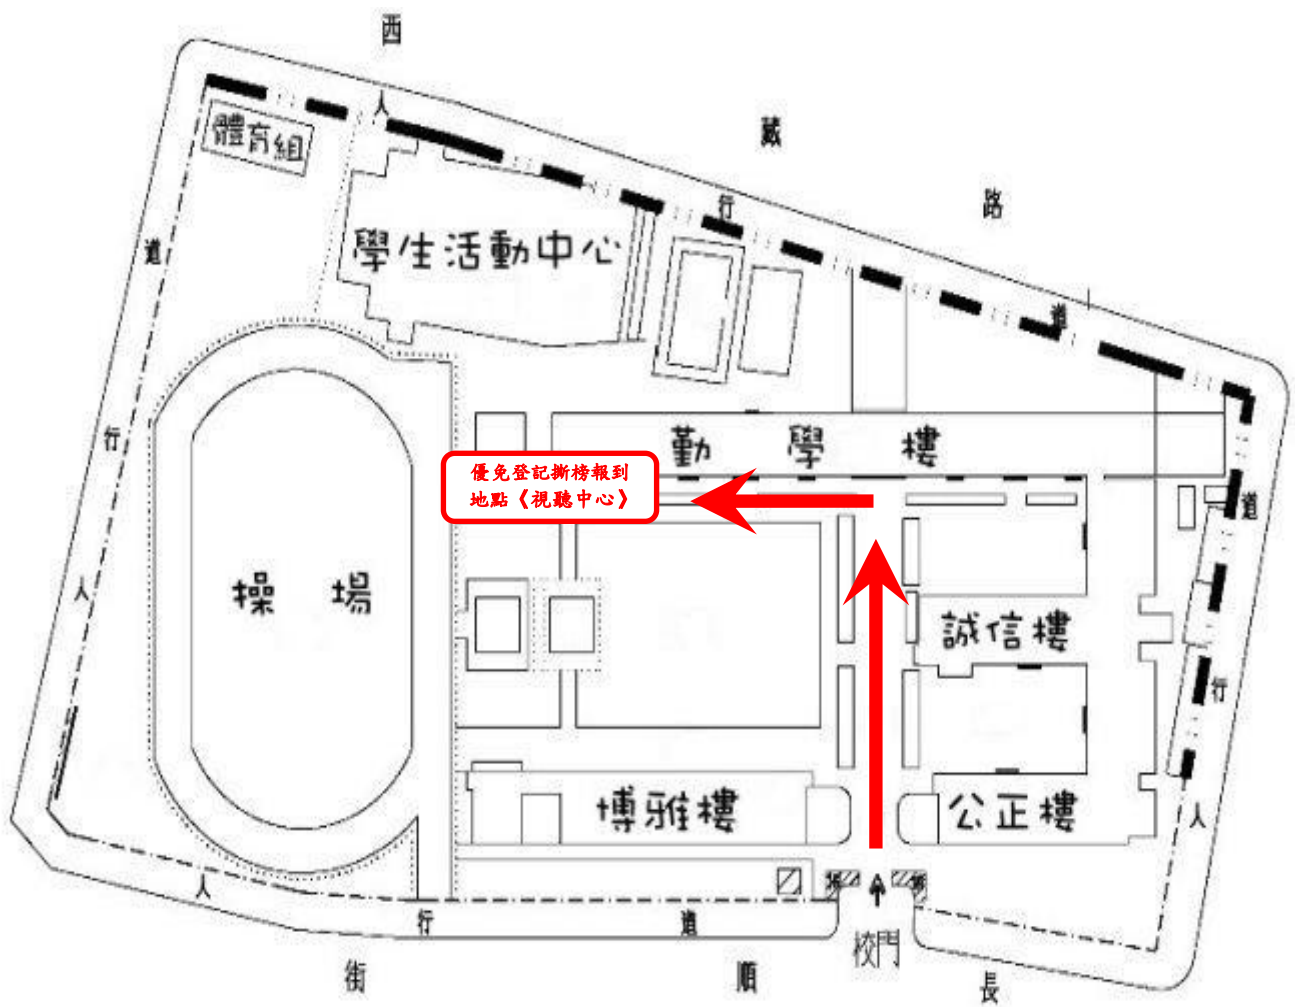 西
藏
路
人
行
道
體育組
學生活動中心
道
行
人
勤學樓
優免登記撕榜報到
地點《視聽中心》
道
行
人
操場
誠信樓
博雅樓
公正樓
人
行
道
校門
街
順
長